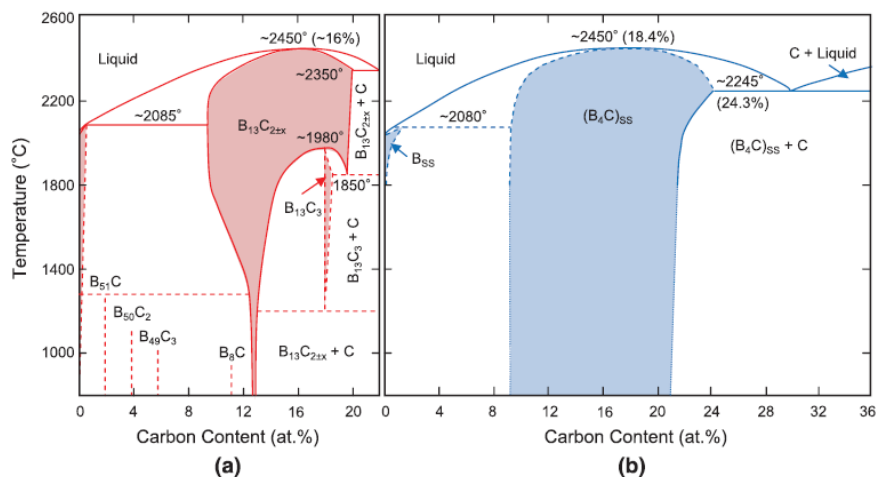 2600
2200
1800
1400
1000
Temperature (°C)
Liquid
~2450° (~16%)
~2350°
~2085°
B13C2±x
~1980°
B13C2±x + C
1850°
B13C3
B13C3 + C
B51C
B50C2
B49C3
B8C
B13C2±x + C
0 4 8 12 16 20
Carbon Content (at.%)
(a)
Liquid
~2450° (18.4%)
C + Liquid
~2245°
(24.3%)
~2080°
(B4C)SS
BSS
(B4C)SS + C
0 4 8 12 16 20 24 28 32 36
Carbon Content (at.%)
(b)